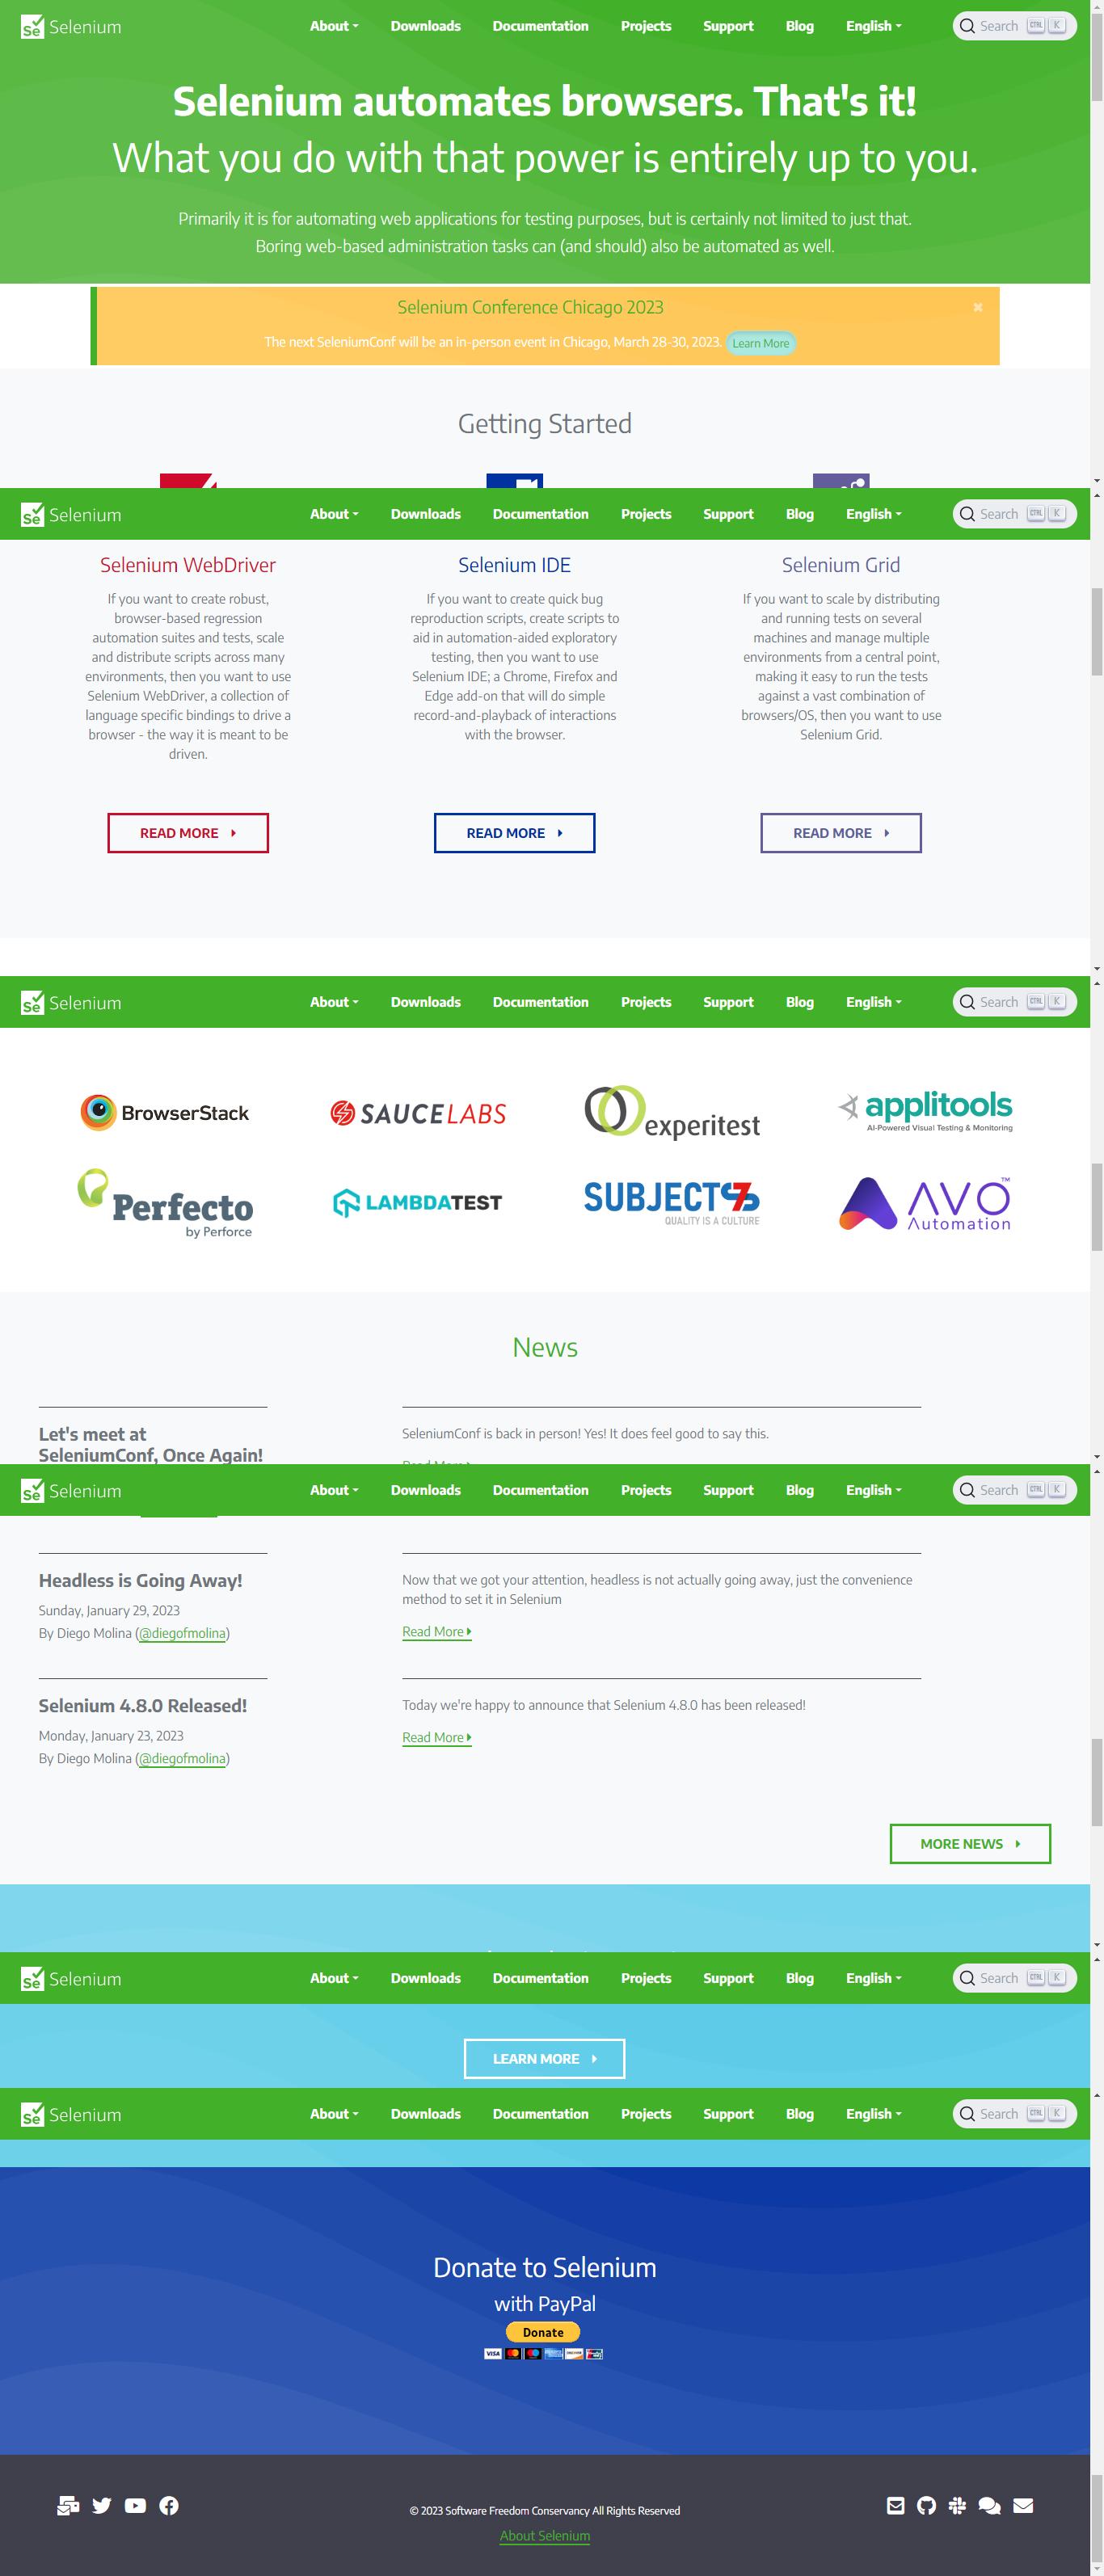 Selenium
About
Downloads
Documentation
Projects
Support
Blog
English
Search
CTRL
K
Selenium automates browsers. That's it!
What you do with that power is entirely up to you.
Primarily it is for automating web applications for testing purposes, but is certainly not limited to just that.
Boring web-based administration tasks can (and should) also be automated as well.
Selenium Conference Chicago 2023
The next SeleniumConf will be an in-person event in Chicago, March 28-30, 2023. Learn More
Getting Started
Selenium
About
Downloads
Documentation
Projects
Support
Blog
English
Search
CTRL
K
Selenium WebDriver
If you want to create robust,
browser-based regression
automation suites and tests, scale
and distribute scripts across many
environments, then you want to use
Selenium WebDriver, a collection of
language specific bindings to drive a
browser - the way it is meant to be
driven.
READ MORE
Selenium IDE
If you want to create quick bug
reproduction scripts, create scripts to
aid in automation-aided exploratory
testing, then you want to use
Selenium IDE; a Chrome, Firefox and
Edge add-on that will do simple
record-and-playback of interactions
with the browser.
READ MORE
Selenium Grid
If you want to scale by distributing
and running tests on several
machines and manage multiple
environments from a central point,
making it easy to run the tests
against a vast combination of
browsers/OS, then you want to use
Selenium Grid.
READ MORE
Selenium
About
Downloads
Documentation
Projects
Support
Blog
English
Search
CTRL
K
BrowserStack
SAUCELABS
experitest
applitools
AI-Powered Visual Testing & Monitoring
Perfecto
by Perforce
LAMBDATEST
SUBJECT7
QUALITY IS A CULTURE
AVO
Automation
TM
News
Let's meet at
SeleniumConf, Once Again!
SeleniumConf is back in person! Yes! It does feel good to say this.
Read More
Selenium
About
Downloads
Documentation
Projects
Support
Blog
English
Search
CTRL
K
Headless is Going Away!
Sunday, January 29, 2023
By Diego Molina (@diegofmolina)
Now that we got your attention, headless is not actually going away, just the convenience
method to set it in Selenium
Read More
Selenium 4.8.0 Released!
Monday, January 23, 2023
By Diego Molina (@diegofmolina)
Today we're happy to announce that Selenium 4.8.0 has been released!
Read More
MORE NEWS
Selenium
About
Downloads
Documentation
Projects
Support
Blog
English
Search
CTRL
K
LEARN MORE
Selenium
About
Downloads
Documentation
Projects
Support
Blog
English
Search
CTRL
K
Donate to Selenium
with PayPal
Donate
VISA
© 2023 Software Freedom Conservancy All Rights Reserved
About Selenium